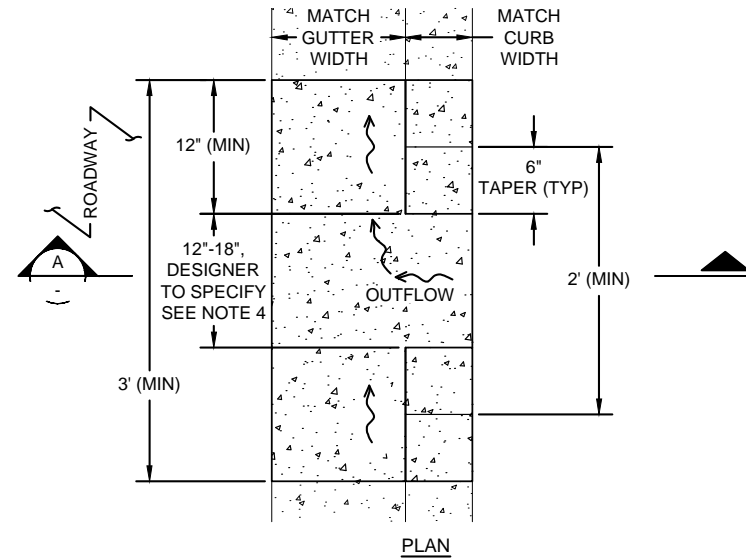 MATCH
GUTTER
WIDTH
MATCH
CURB
WIDTH
ROADWAY
12" (MIN)
6"
TAPER (TYP)
A
-
12"-18",
DESIGNER
TO SPECIFY
SEE NOTE 4
OUTFLOW
2' (MIN)
3' (MIN)
PLAN